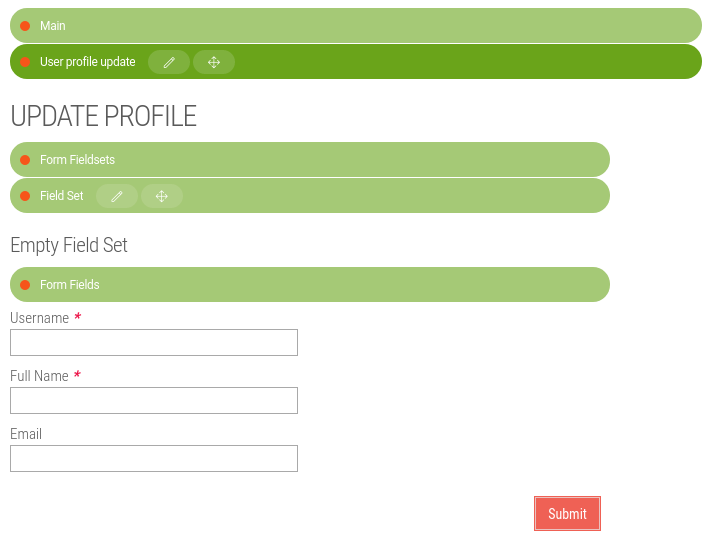 Main
User profile update
UPDATE PROFILE
Form Fieldsets
Field Set
Empty Field Set
Form Fields
Username *
Full Name *
Email
Submit